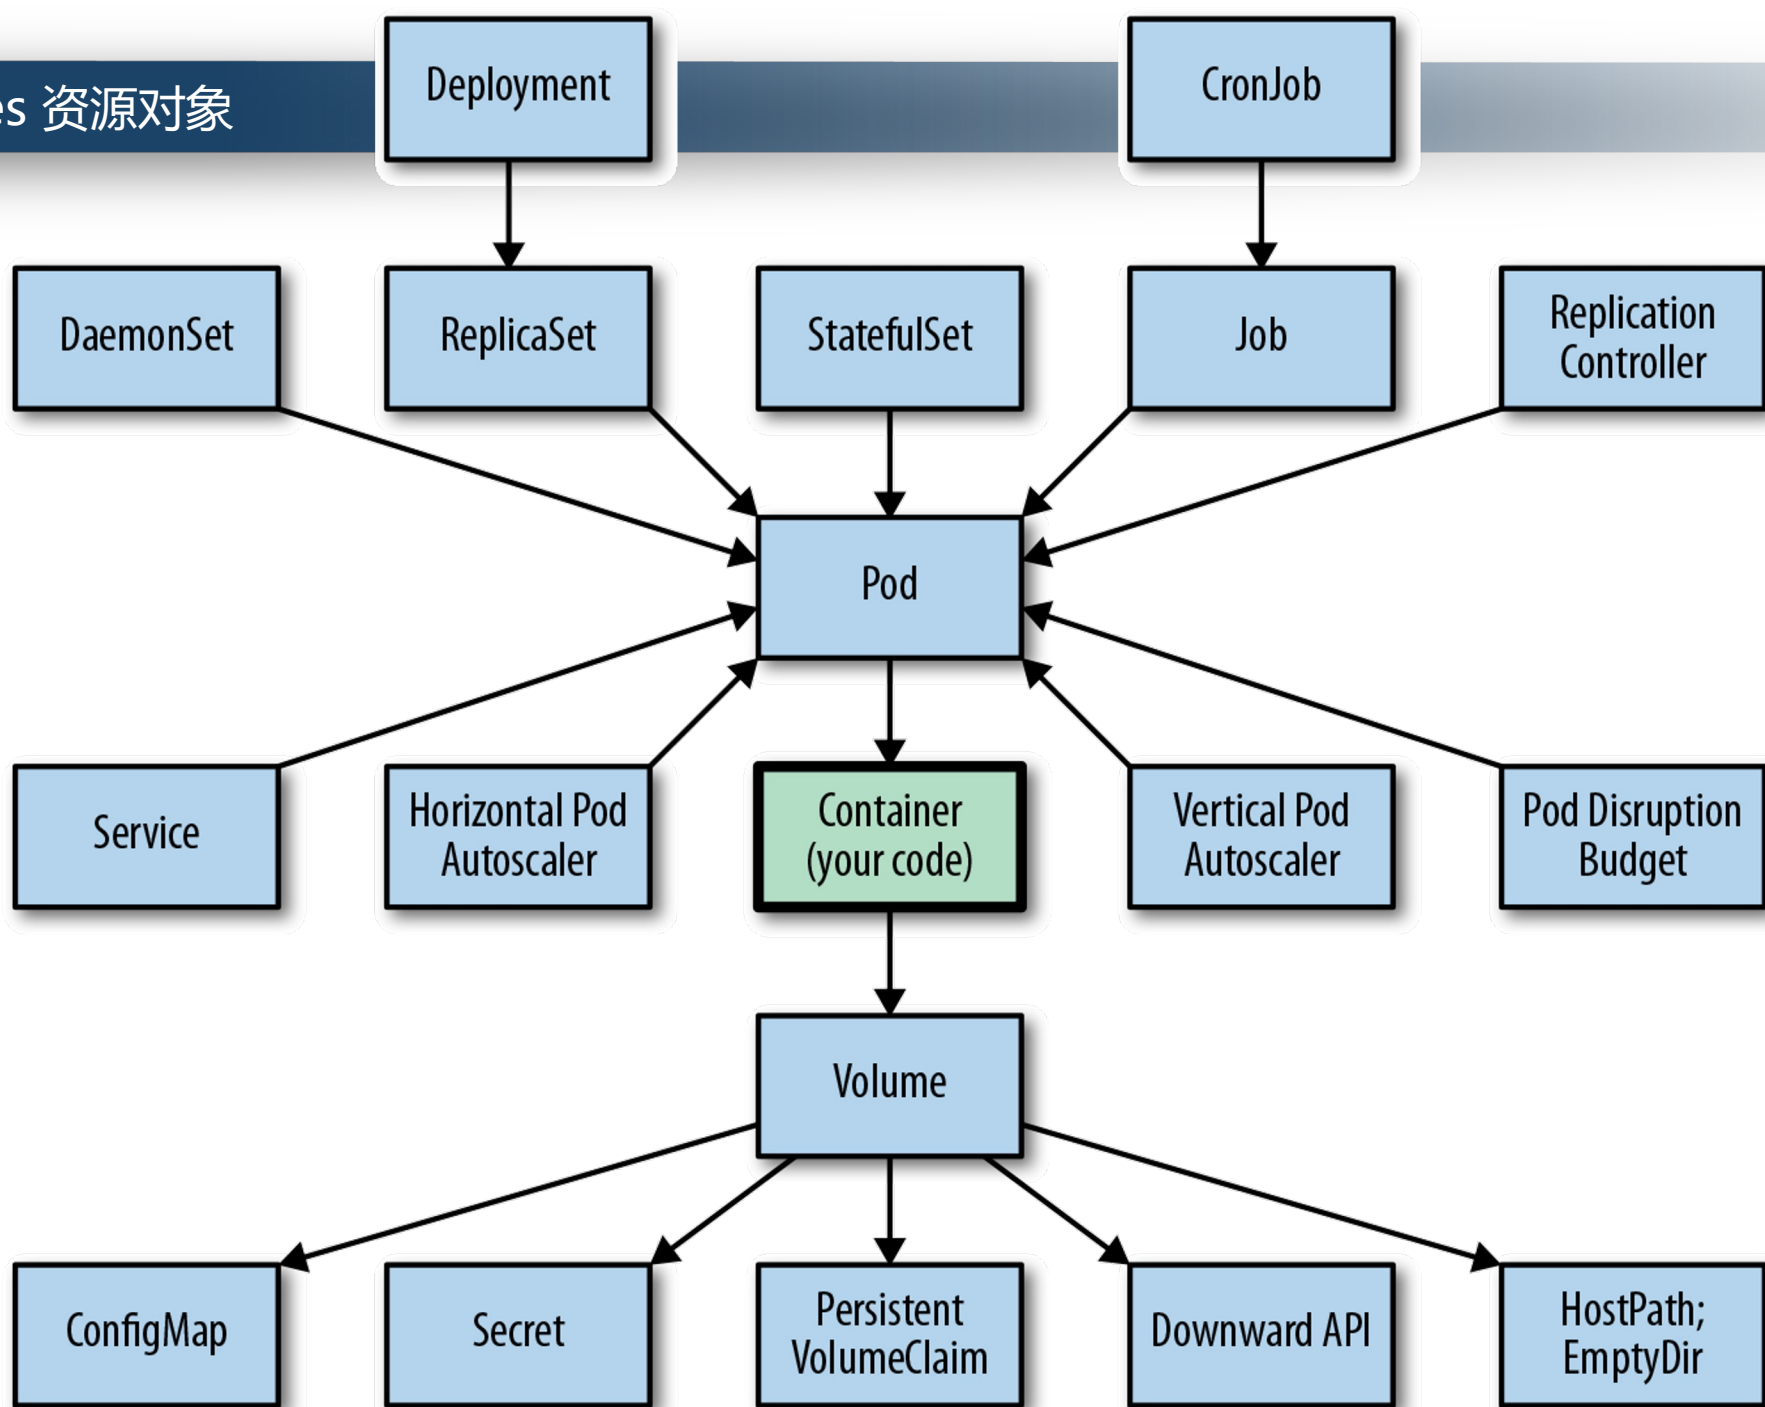 Deployment
CronJob
es 资源对象
DaemonSet
ReplicaSet
StatefulSet
Job
Replication
Controller
Pod
Service
Horizontal Pod
Autoscaler
Container
(your code)
Vertical Pod
Autoscaler
Pod Disruption
Budget
Volume
ConfigMap
Secret
Persistent
VolumeClaim
Downward API
HostPath;
EmptyDir